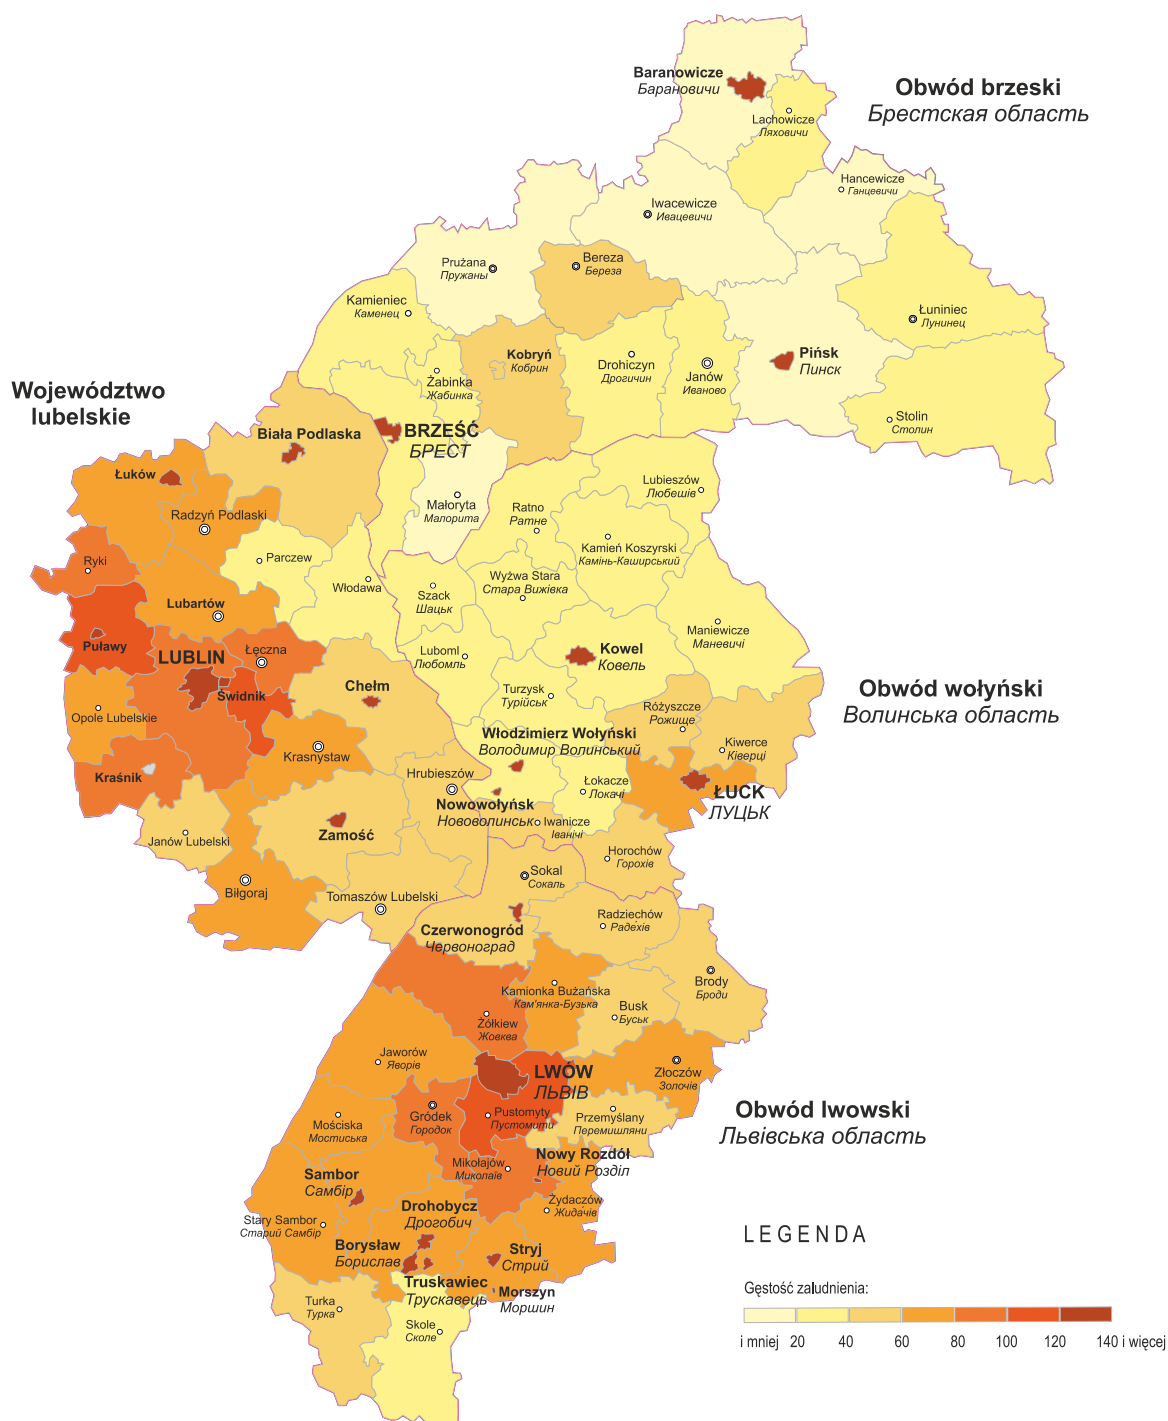 Baranowicze
Барановичи
Obwód brzeski
Брестская область
Lachowicze
Ляховичи
Hancewicze
Ганцевичи
Iwacewicze
Ивацевичи
Prużana
Пружаны
Bereza
Береза
Kamieniec
Каменец
Łuniniec
Лунинец
Kobryń
Кобрин
Drohiczyn
Дрогичин
Janów
Иваново
Pińsk
Пинск
Żabinka
Жабинка
Stolin
Столин
Województwo
lubelskie
BRZEŚĆ
БРЕСТ
Biała Podlaska
Łuków
Radzyń Podlaski
Małoryta
Малорита
Lubieszów
Любешів
Ratno
Ратне
Kamień Koszyrski
Камінь-Каширський
Ryki
Parczew
Włodawa
Szack
Шацьк
Wyżwa Stara
Стара Вижівка
Lubartów
Maniewicze
Маневичі
Puławy
LUBLIN
Łęczna
Luboml
Любомль
Kowel
Ковель
Świdnik
Chełm
Turzysk
Турійськ
Obwód wołyński
Волинська область
Opole Lubelskie
Rożyszcze
Рожище
Kiwerce
Ківерці
Włodzimierz Wołyński
Володимир Волинський
Krasnystaw
Kraśnik
Hrubieszów
Łokacze
Локачі
ŁUCK
ЛУЦЬК
Nowowołyńsk
Нововолинськ
Iwanicze
Іванічі
Zamość
Janów Lubelski
Horochów
Горохів
Sokal
Сокаль
Biłgoraj
Tomaszów Lubelski
Radziechów
Радехів
Czerwonogród
Червоноград
Brody
Броди
Kamionka Bużańska
Кам'янка-Бузька
Busk
Буськ
Żółkiew
Жовква
Jaworów
Яворів
LWÓW
ЛЬВІВ
Złoczów
Золочів
Gródek
Городок
Pustomyty
Пустомити
Przemyślany
Перемишляни
Obwód lwowski
Львівська область
Mościska
Мостиська
Mikołajów
Миколаїв
Nowy Rozdół
Новий Розділ
Sambor
Самбір
Żydaczów
Жидачів
Drohobycz
Дрогобич
Stary Sambor
Старий Самбір
Borysław
Борислав
Stryj
Стрий
Truskawiec
Трускавець
Morszyn
Моршин
Turka
Турка
Skole
Сколе
LEGENDA
Gęstość zaludnienia:
i mniej 20 40 60 80 100 120 140 i więcej